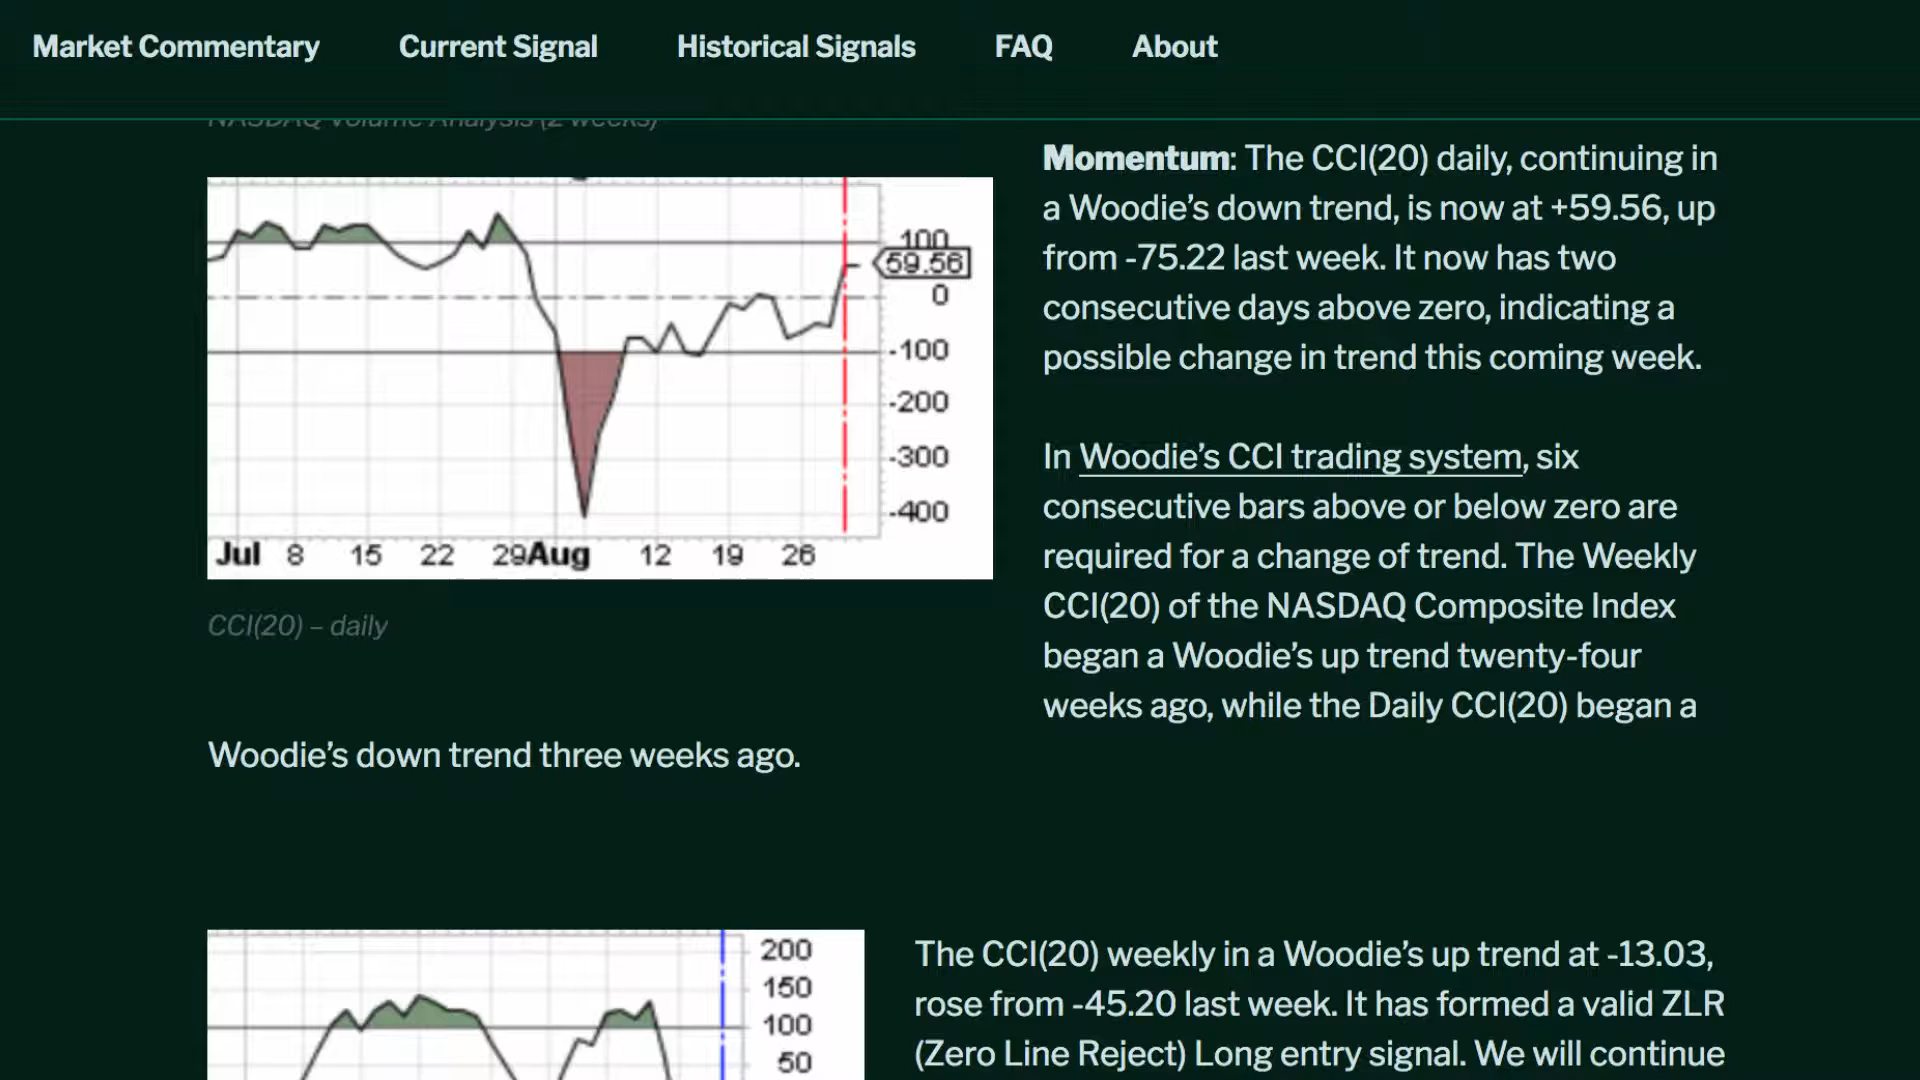 Market Commentary Current Signal Historical Signals FAQ About
NASDAQ Volume Analysis (2 weeks)
Momentum: The CCI(20) daily, continuing in
a Woodie’s down trend, is now at +59.56, up
from -75.22 last week. It now has two
consecutive days above zero, indicating a
possible change in trend this coming week.
100
59.56
0
-100
-200
-300
-400
Jul 8 15 22 29 Aug 12 19 26
CCI(20) – daily
In Woodie’s CCI trading system, six
consecutive bars above or below zero are
required for a change of trend. The Weekly
CCI(20) of the NASDAQ Composite Index
began a Woodie’s up trend twenty-four
weeks ago, while the Daily CCI(20) began a
Woodie’s down trend three weeks ago.
200
150
100
50
The CCI(20) weekly in a Woodie’s up trend at -13.03,
rose from -45.20 last week. It has formed a valid ZLR
(Zero Line Reject) Long entry signal. We will continue